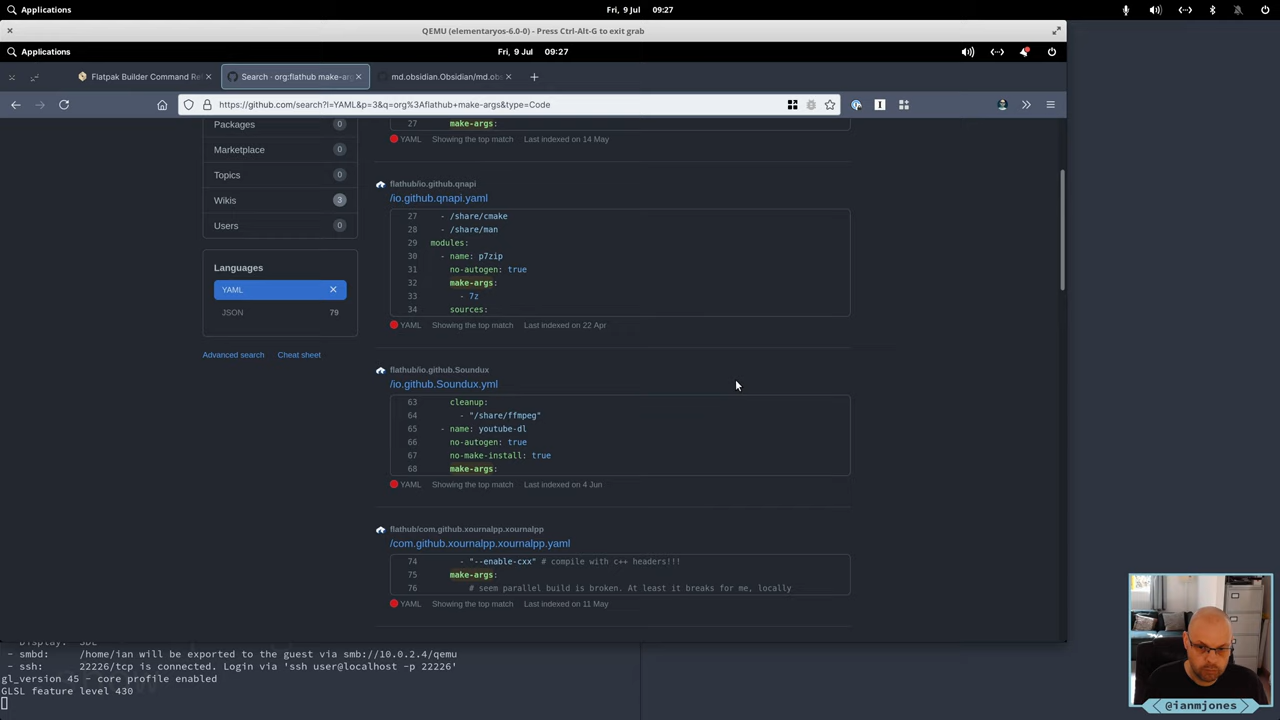 Applications
Fri, 9 Jul 09:27
QEMU (elementaryos-6.0-0) - Press Ctrl-Alt-G to exit grab
Applications
Fri, 9 Jul 09:27
Flatpak Builder Command Re
Search · org:flathub make-ar
md.obsidian.Obsidian/md.obs
https://github.com/search?l=YAML&p=3&q=org%3Aflathub+make-args&type=Code
Packages 0
Marketplace 0
Topics 0
Wikis 3
Users 0
Languages
YAML
JSON 79
Advanced search Cheat sheet
27 make-args:
YAML Showing the top match Last indexed on 14 May
flathub/io.github.qnapi
/io.github.qnapi.yaml
27 - /share/cmake
28 - /share/man
29 modules:
30 - name: p7zip
31 no-autogen: true
32 make-args:
33 - 7z
34 sources:
YAML Showing the top match Last indexed on 22 Apr
flathub/io.github.Soundux
/io.github.Soundux.yml
63 cleanup:
64 - "/share/ffmpeg"
65 - name: youtube-dl
66 no-autogen: true
67 no-make-install: true
68 make-args:
YAML Showing the top match Last indexed on 4 Jun
flathub/com.github.xournalpp.xournalpp
/com.github.xournalpp.xournalpp.yaml
74 - "--enable-cxx" # compile with c++ headers!!!
75 make-args:
76 # seem parallel build is broken. At least it breaks for me, locally
YAML Showing the top match Last indexed on 11 May
- smbd: /home/ian will be exported to the guest via smb://10.0.2.4/qemu
- ssh: 22226/tcp is connected. Login via 'ssh user@localhost -p 22226'
gl_version 45 - core profile enabled
GLSL feature level 430
@ianmjones